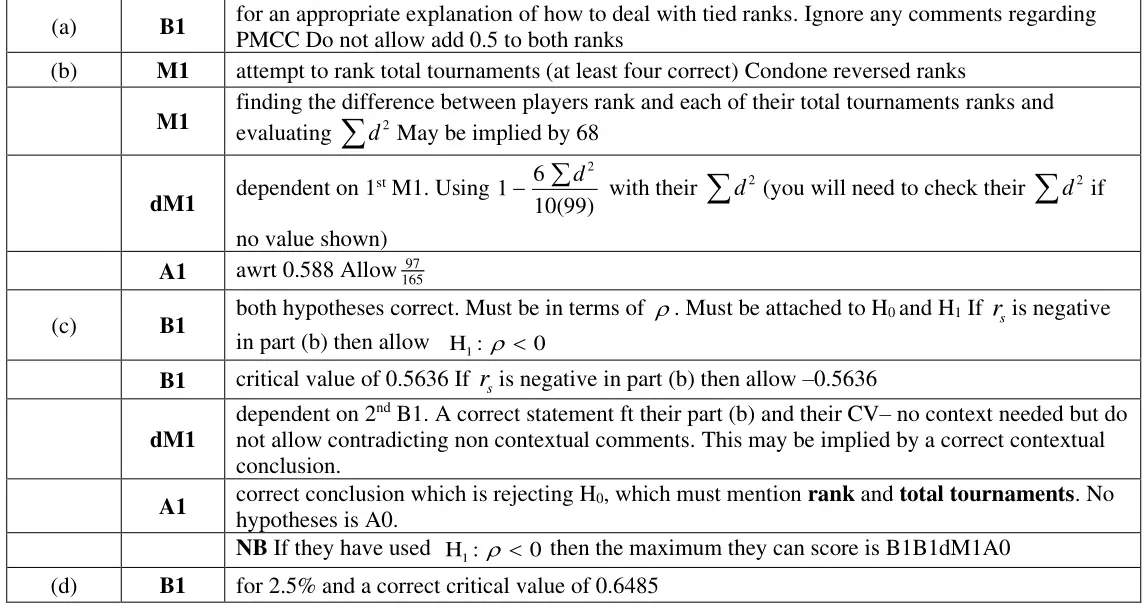 (a) B1 for an appropriate explanation of how to deal with tied ranks. Ignore any comments regarding
PMCC Do not allow add 0.5 to both ranks
(b) M1 attempt to rank total tournaments (at least four correct) Condone reversed ranks
M1 finding the difference between players rank and each of their total tournaments ranks and
evaluating ∑d² May be implied by 68
dM1 dependent on 1st M1. Using 1 – 6∑d²/10(99) with their ∑d² (you will need to check their ∑d² if
no value shown)
A1 awrt 0.588 Allow 97/165
(c) B1 both hypotheses correct. Must be in terms of ρ . Must be attached to H₀ and H₁ If rₛ is negative
in part (b) then allow H₁ : ρ < 0
B1 critical value of 0.5636 If rₛ is negative in part (b) then allow –0.5636
dM1 dependent on 2nd B1. A correct statement ft their part (b) and their CV– no context needed but do
not allow contradicting non contextual comments. This may be implied by a correct contextual
conclusion.
A1 correct conclusion which is rejecting H₀, which must mention rank and total tournaments. No
hypotheses is A0.
NB If they have used H₁ : ρ < 0 then the maximum they can score is B1B1dM1A0
(d) B1 for 2.5% and a correct critical value of 0.6485